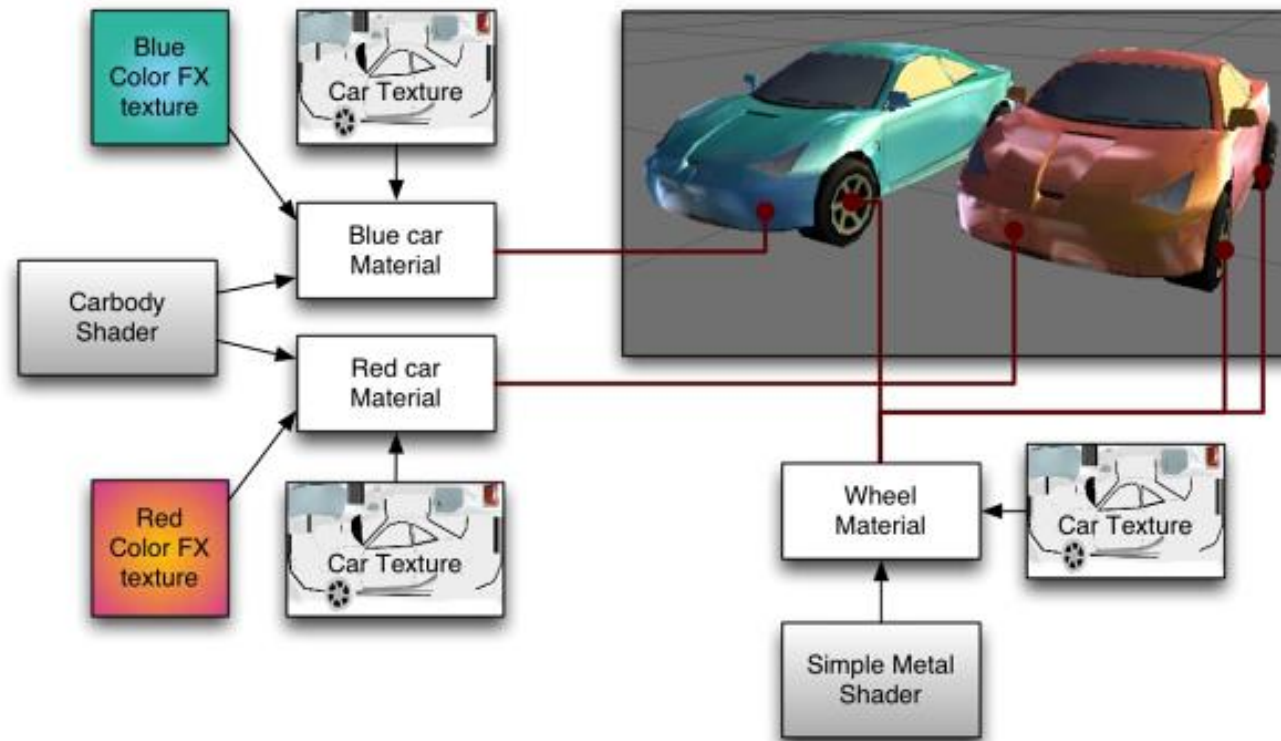 Blue
Color FX
texture
Car Texture
Blue car
Material
Carbody
Shader
Red car
Material
Red
Color FX
texture
Car Texture
Wheel
Material
Car Texture
Simple Metal
Shader